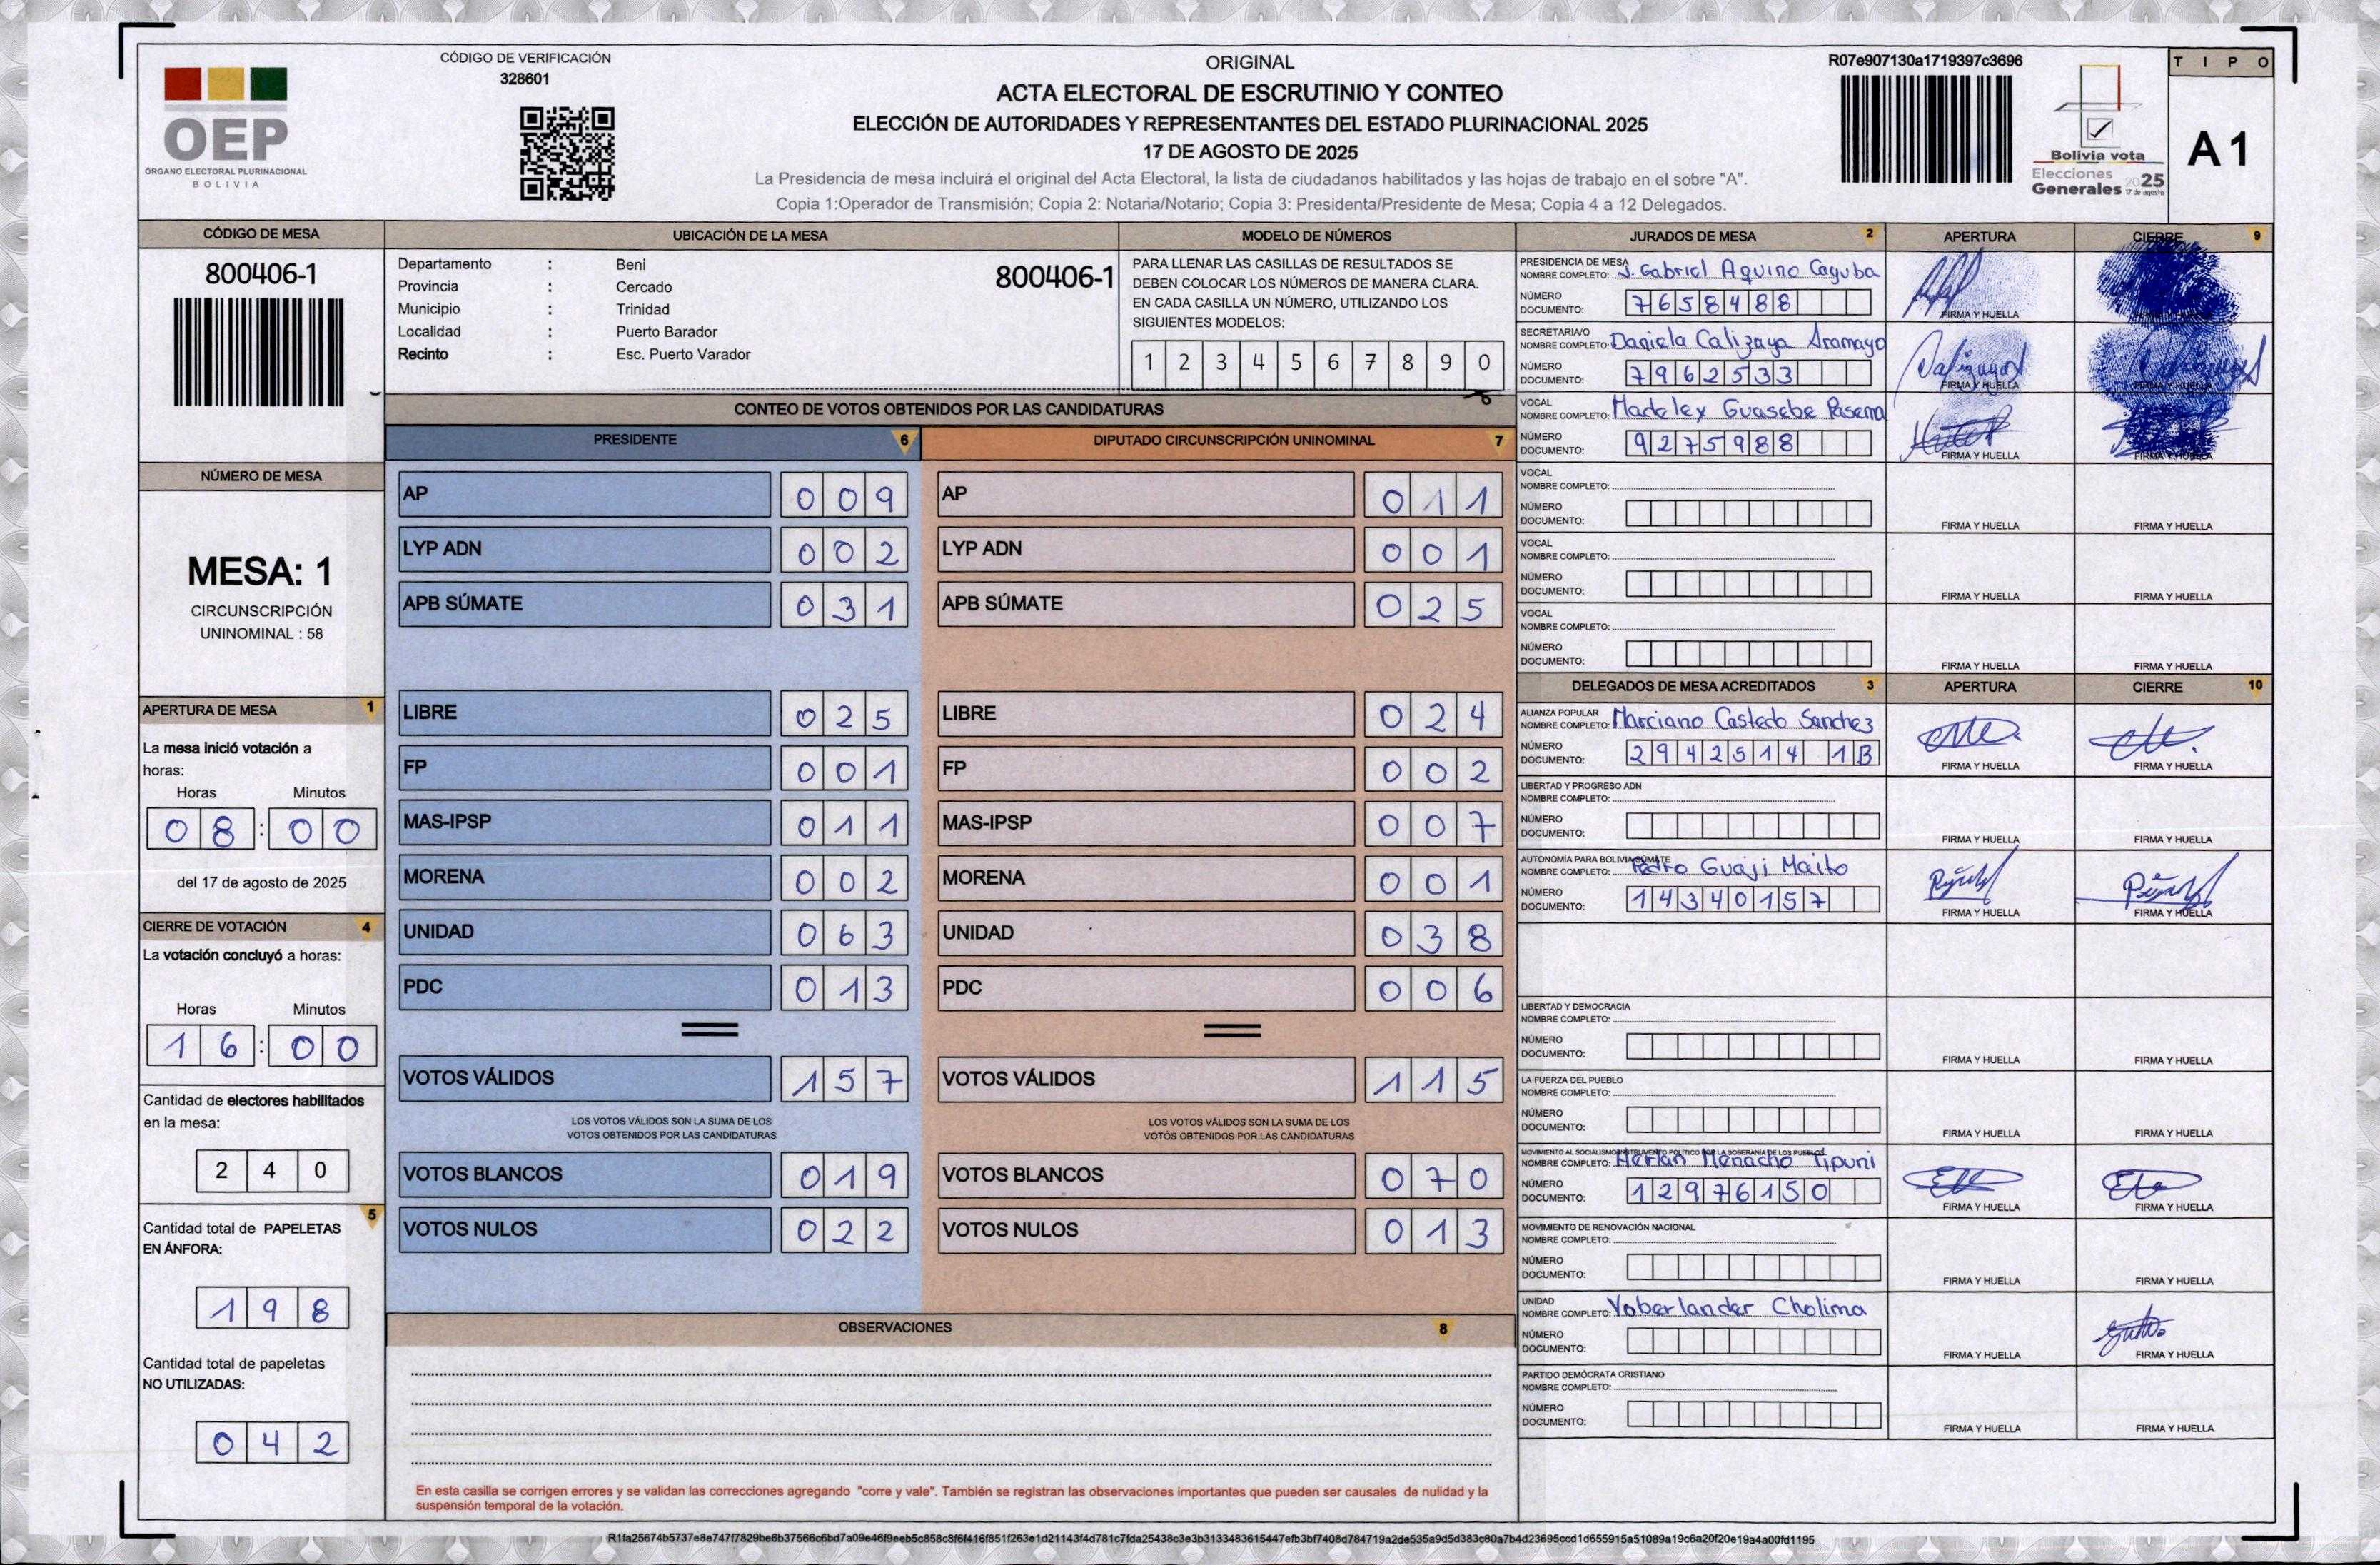 CÓDIGO DE VERIFICACIÓN
328601
OEP
ÓRGANO ELECTORAL PLURINACIONAL
BOLIVIA
ORIGINAL
ACTA ELECTORAL DE ESCRUTINIO Y CONTEO
ELECCIÓN DE AUTORIDADES Y REPRESENTANTES DEL ESTADO PLURINACIONAL 2025
17 DE AGOSTO DE 2025
La Presidencia de mesa incluirá el original del Acta Electoral, la lista de ciudadanos habilitados y las hojas de trabajo en el sobre "A".
Copia 1:Operador de Transmisión; Copia 2: Notaria/Notario; Copia 3: Presidenta/Presidente de Mesa; Copia 4 a 12 Delegados.
R07e907130a1719397c3696
Bolivia vota
Elecciones
Generales 2025
17 de agosto
TIPO
A 1
CÓDIGO DE MESA
800406-1
NÚMERO DE MESA
MESA: 1
CIRCUNSCRIPCIÓN
UNINOMINAL : 58
APERTURA DE MESA 1
La mesa inició votación a
horas:
Horas Minutos
08:00
del 17 de agosto de 2025
CIERRE DE VOTACIÓN 4
La votación concluyó a horas:
Horas Minutos
16:00
Cantidad de electores habilitados
en la mesa:
240
5
Cantidad total de PAPELETAS
EN ÁNFORA:
198
Cantidad total de papeletas
NO UTILIZADAS:
042
UBICACIÓN DE LA MESA
Departamento : Beni
800406-1
Provincia : Cercado
Municipio : Trinidad
Localidad : Puerto Barador
Recinto : Esc. Puerto Varador
MODELO DE NÚMEROS
PARA LLENAR LAS CASILLAS DE RESULTADOS SE
DEBEN COLOCAR LOS NÚMEROS DE MANERA CLARA.
EN CADA CASILLA UN NÚMERO, UTILIZANDO LOS
SIGUIENTES MODELOS:
1 2 3 4 5 6 7 8 9 0
CONTEO DE VOTOS OBTENIDOS POR LAS CANDIDATURAS
PRESIDENTE 6
AP 009
LYP ADN 002
APB SÚMATE 031
LIBRE 025
FP 001
MAS-IPSP 011
MORENA 002
UNIDAD 063
PDC 013
VOTOS VÁLIDOS 157
LOS VOTOS VÁLIDOS SON LA SUMA DE LOS
VOTOS OBTENIDOS POR LAS CANDIDATURAS
VOTOS BLANCOS 019
VOTOS NULOS 022
DIPUTADO CIRCUNSCRIPCIÓN UNINOMINAL 7
AP 011
LYP ADN 001
APB SÚMATE 025
LIBRE 024
FP 002
MAS-IPSP 007
MORENA 001
UNIDAD 038
PDC 006
VOTOS VÁLIDOS 115
LOS VOTOS VÁLIDOS SON LA SUMA DE LOS
VOTOS OBTENIDOS POR LAS CANDIDATURAS
VOTOS BLANCOS 070
VOTOS NULOS 013
OBSERVACIONES 8
En esta casilla se corrigen errores y se validan las correcciones agregando "corre y vale". También se registran las observaciones importantes que pueden ser causales de nulidad y la
suspensión temporal de la votación.
JURADOS DE MESA 2 APERTURA CIERRE 9
PRESIDENCIA DE MESA
NOMBRE COMPLETO: J. Gabriel Aquino Cayuba
NÚMERO
DOCUMENTO: 7658488
FIRMA Y HUELLA
SECRETARIA/O
NOMBRE COMPLETO: Daniela Calizaya Aramayo
NÚMERO
DOCUMENTO: 7962533
FIRMA Y HUELLA
VOCAL
NOMBRE COMPLETO: Madelex Guasebe
NÚMERO
DOCUMENTO: 9275988
FIRMA Y HUELLA FIRMA Y HUELLA
VOCAL
NOMBRE COMPLETO:
NÚMERO
DOCUMENTO:
FIRMA Y HUELLA FIRMA Y HUELLA
VOCAL
NOMBRE COMPLETO:
NÚMERO
DOCUMENTO:
FIRMA Y HUELLA FIRMA Y HUELLA
VOCAL
NOMBRE COMPLETO:
NÚMERO
DOCUMENTO:
FIRMA Y HUELLA FIRMA Y HUELLA
DELEGADOS DE MESA ACREDITADOS 3 APERTURA CIERRE 10
ALIANZA POPULAR
NOMBRE COMPLETO: Marciano Castedo Sanchez
NÚMERO
DOCUMENTO: 2942514 1B
FIRMA Y HUELLA FIRMA Y HUELLA
LIBERTAD Y PROGRESO ADN
NOMBRE COMPLETO:
NÚMERO
DOCUMENTO:
FIRMA Y HUELLA FIRMA Y HUELLA
AUTONOMÍA PARA BOLIVIA SÚMATE
NOMBRE COMPLETO: Pedro Guaji Maito
NÚMERO
DOCUMENTO: 14340157
FIRMA Y HUELLA FIRMA Y HUELLA
LIBERTAD Y DEMOCRACIA
NOMBRE COMPLETO:
NÚMERO
DOCUMENTO:
FIRMA Y HUELLA FIRMA Y HUELLA
LA FUERZA DEL PUEBLO
NOMBRE COMPLETO:
NÚMERO
DOCUMENTO:
FIRMA Y HUELLA FIRMA Y HUELLA
MOVIMIENTO AL SOCIALISMO INSTRUMENTO POLÍTICO POR LA SOBERANÍA DE LOS PUEBLOS
NOMBRE COMPLETO: Herlan Menacho Tipuni
NÚMERO
DOCUMENTO: 12976150
FIRMA Y HUELLA FIRMA Y HUELLA
MOVIMIENTO DE RENOVACIÓN NACIONAL
NOMBRE COMPLETO:
NÚMERO
DOCUMENTO:
FIRMA Y HUELLA FIRMA Y HUELLA
UNIDAD
NOMBRE COMPLETO: Yoberlander Cholima
NÚMERO
DOCUMENTO:
FIRMA Y HUELLA FIRMA Y HUELLA
PARTIDO DEMÓCRATA CRISTIANO
NOMBRE COMPLETO:
NÚMERO
DOCUMENTO:
FIRMA Y HUELLA FIRMA Y HUELLA